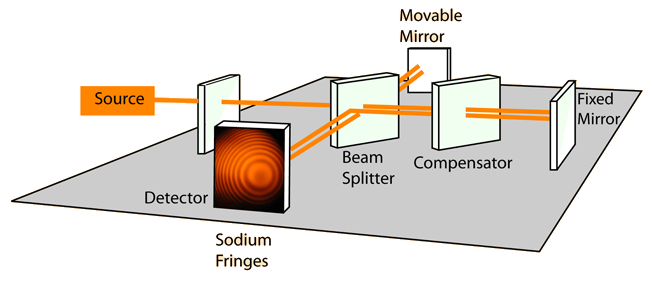 Movable
Mirror
Source
Fixed
Mirror
Beam
Splitter
Compensator
Detector
Sodium
Fringes